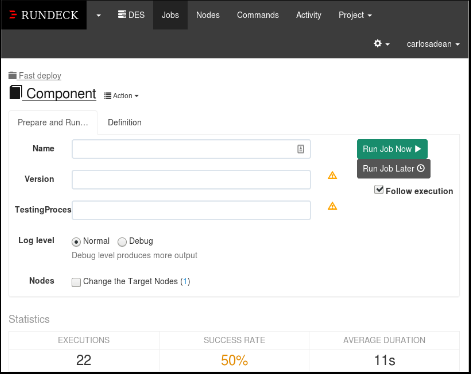 RUNDECK DES Jobs Nodes Commands Activity Project
carlosadean
Fast deploy
Component Action
Prepare and Run… Definition
Name Run Job Now
Run Job Later
Version
Follow execution
TestingProces
Log level Normal Debug
Debug level produces more output
Nodes Change the Target Nodes (1)
Statistics
EXECUTIONS SUCCESS RATE AVERAGE DURATION
22 50% 11s